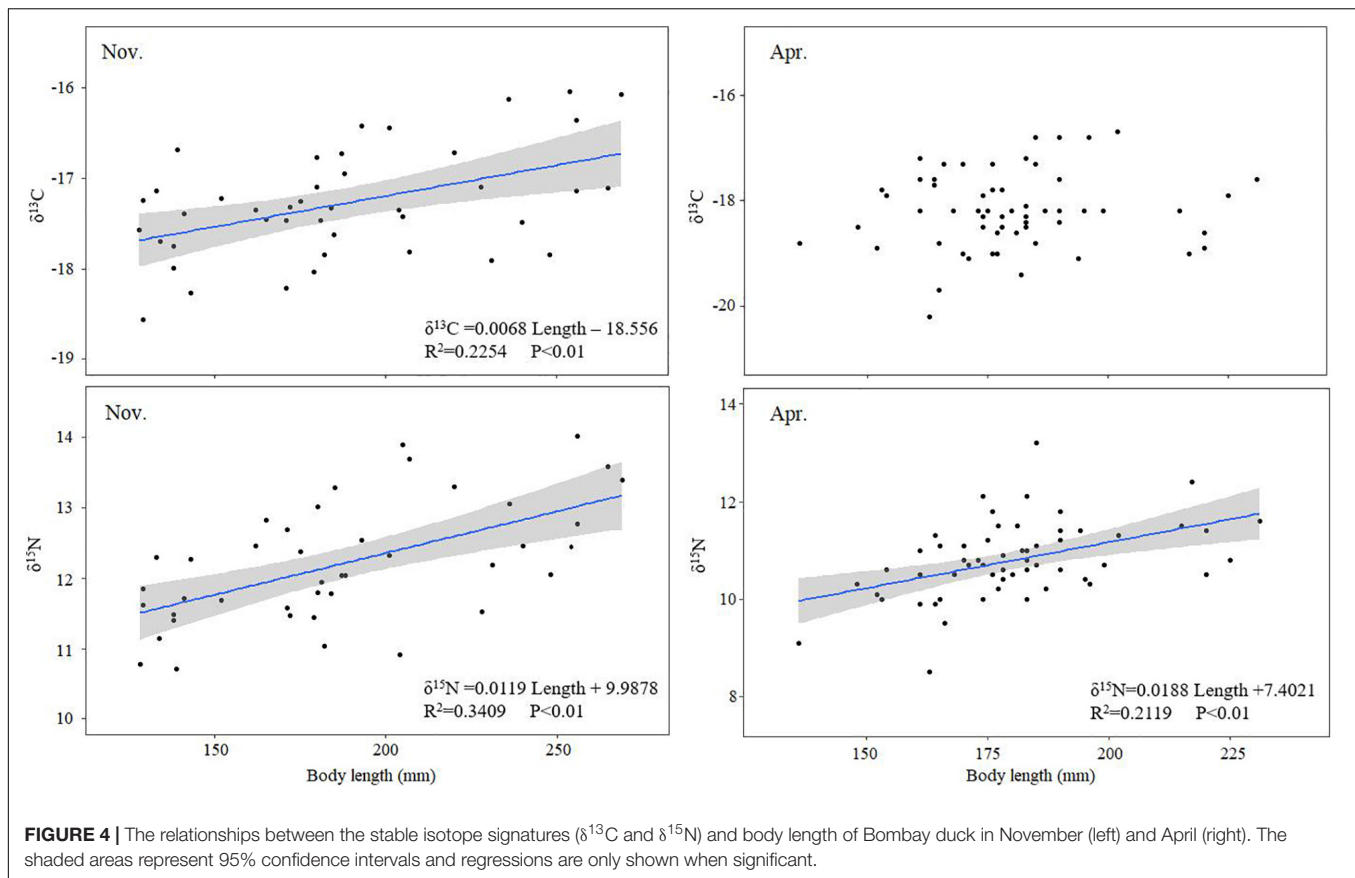 Nov.
-16
-17
-18
-19
δ¹³C
δ¹³C =0.0068 Length – 18.556
R²=0.2254 P<0.01
Apr.
-16
-18
-20
δ¹³C
Nov.
14
13
12
11
10
δ¹⁵N
δ¹⁵N =0.0119 Length + 9.9878
R²=0.3409 P<0.01
150 200 250
Body length (mm)
Apr.
14
12
10
8
δ¹⁵N
δ¹⁵N=0.0188 Length +7.4021
R²=0.2119 P<0.01
150 175 200 225
Body length (mm)
FIGURE 4 | The relationships between the stable isotope signatures (δ¹³C and δ¹⁵N) and body length of Bombay duck in November (left) and April (right). The
shaded areas represent 95% confidence intervals and regressions are only shown when significant.